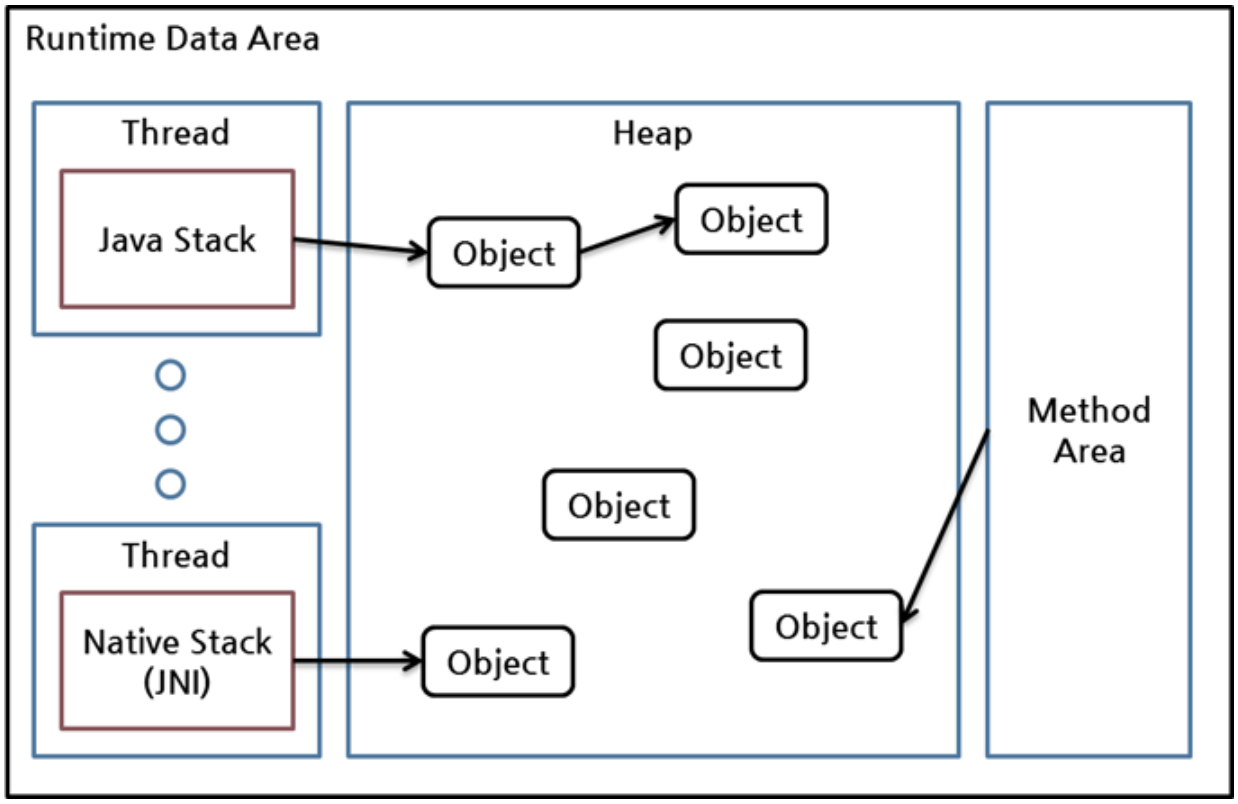 Runtime Data Area
Thread
Java Stack
Thread
Native Stack
(JNI)
Heap
Object
Object
Object
Object
Object
Object
Method
Area